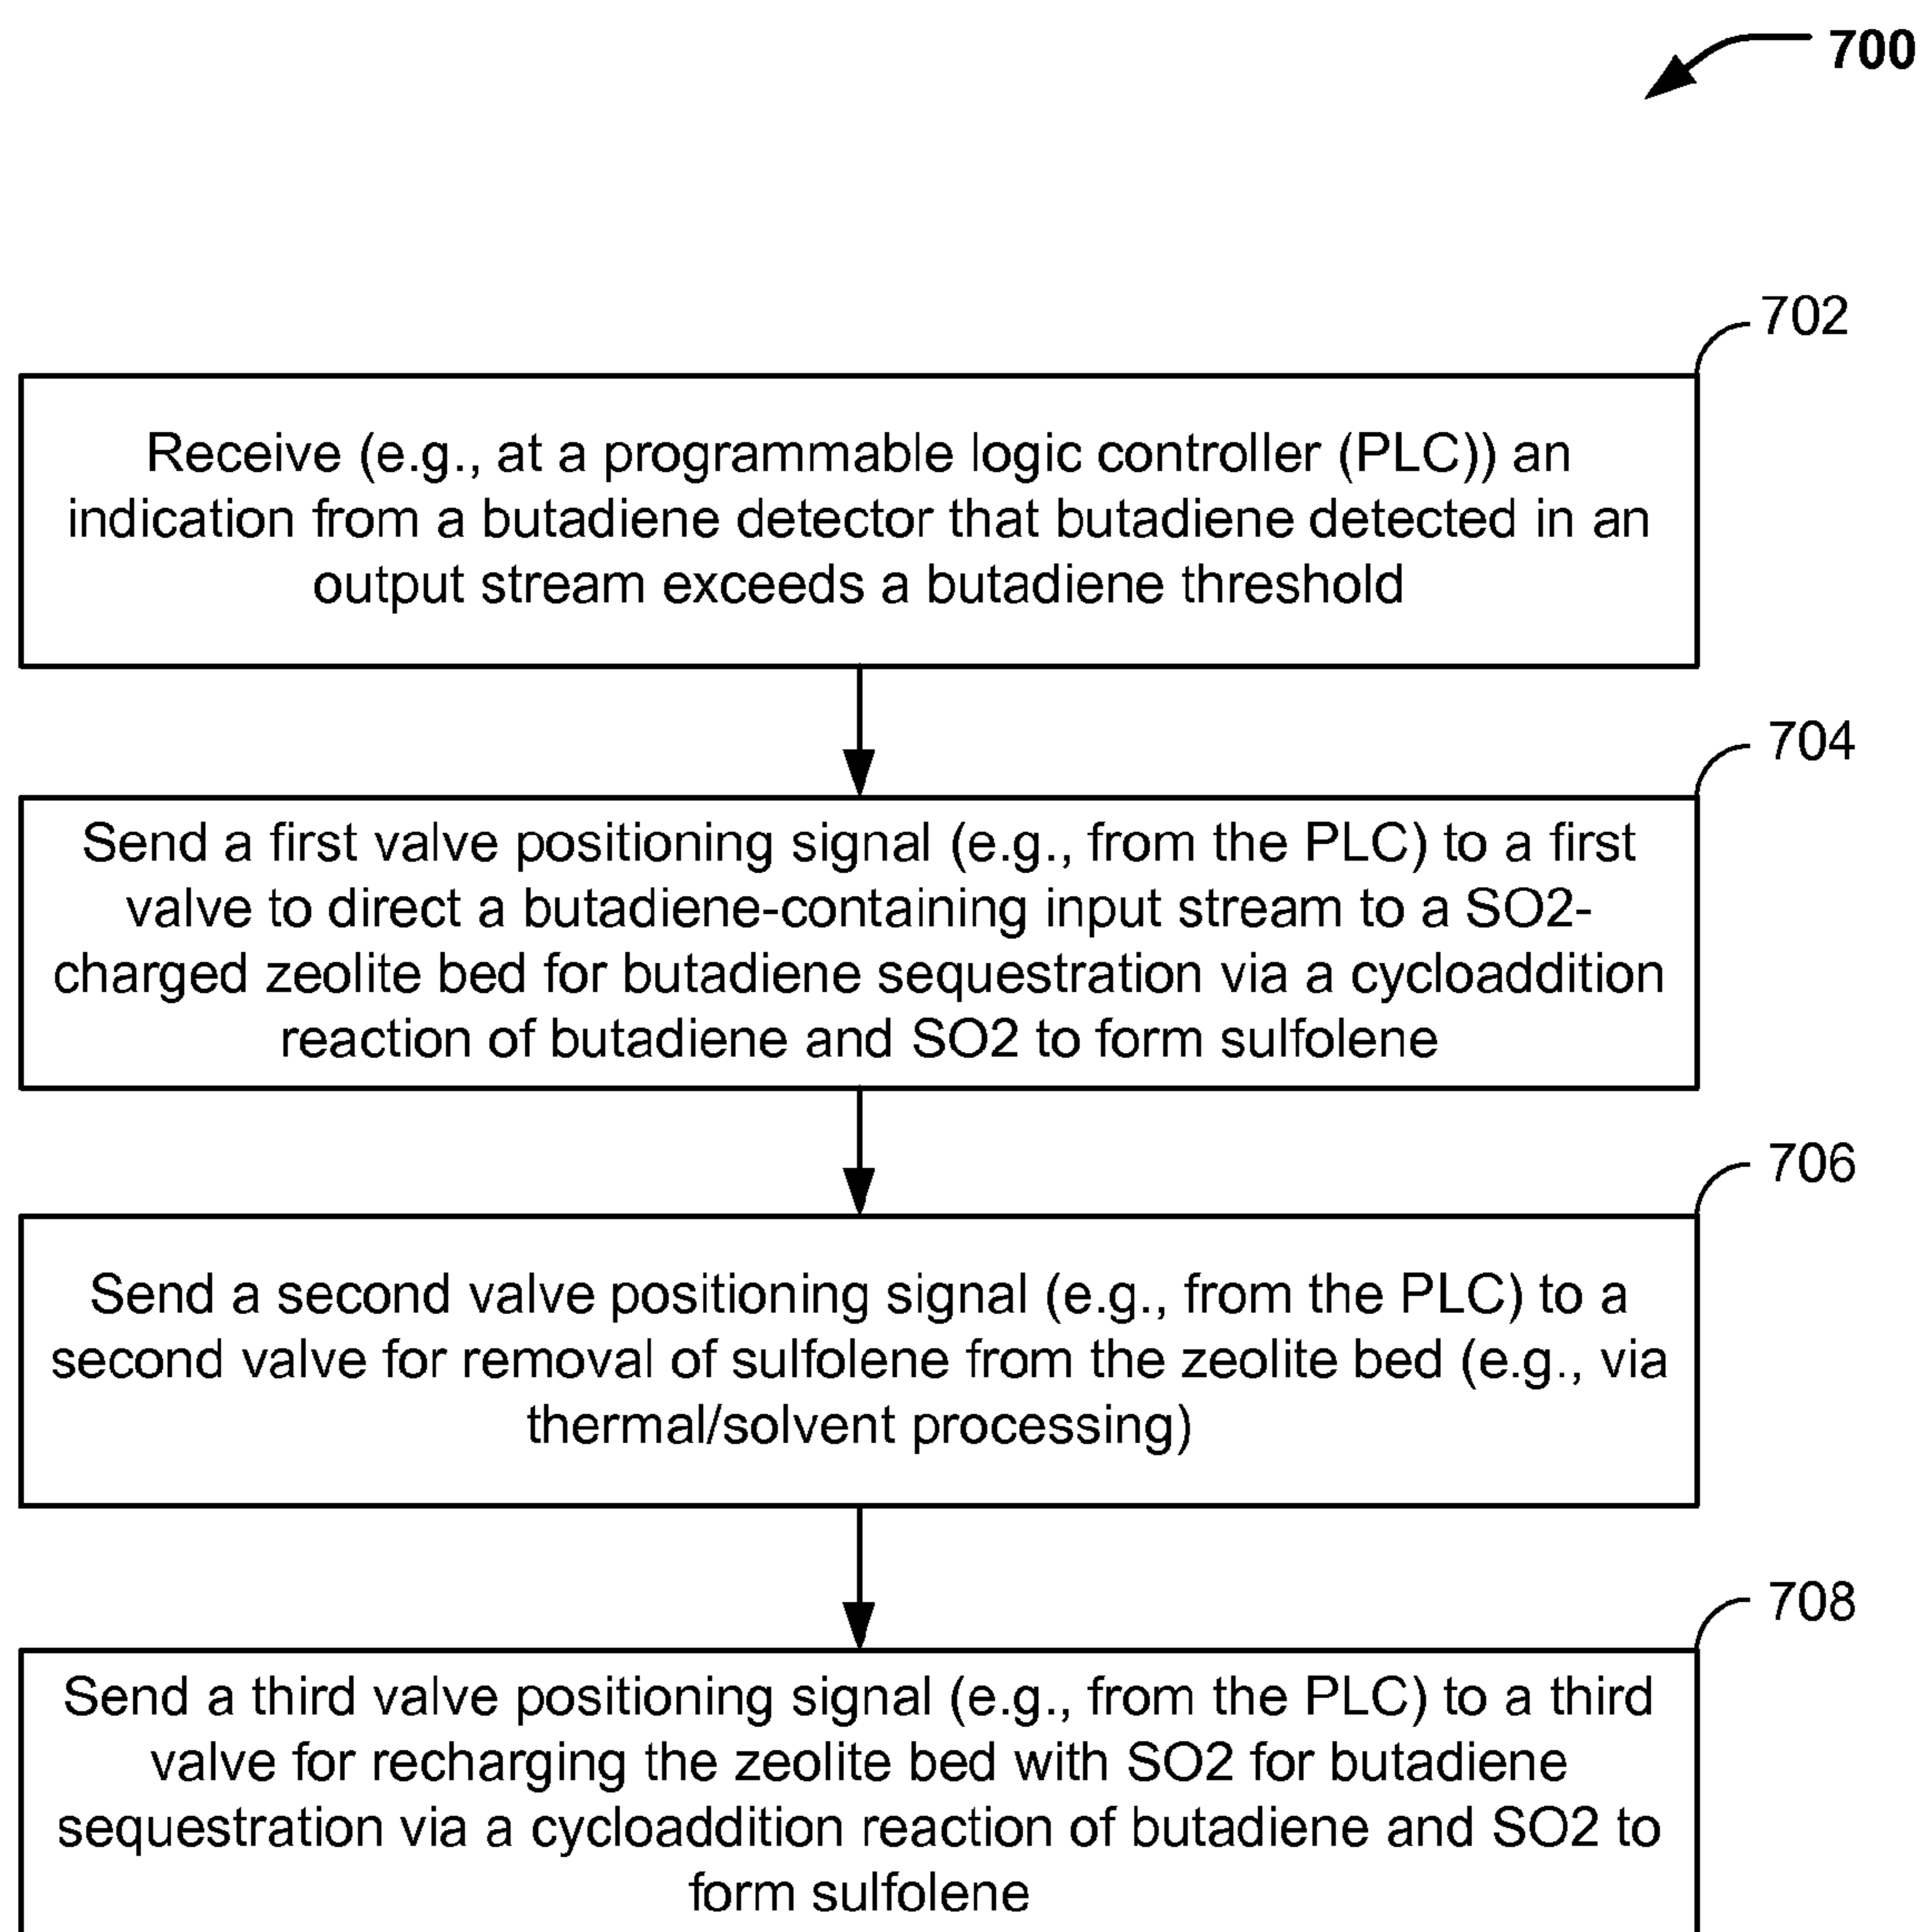 700
702
Receive (e.g., at a programmable logic controller (PLC)) an
indication from a butadiene detector that butadiene detected in an
output stream exceeds a butadiene threshold
704
Send a first valve positioning signal (e.g., from the PLC) to a first
valve to direct a butadiene-containing input stream to a SO2-
charged zeolite bed for butadiene sequestration via a cycloaddition
reaction of butadiene and SO2 to form sulfolene
706
Send a second valve positioning signal (e.g., from the PLC) to a
second valve for removal of sulfolene from the zeolite bed (e.g., via
thermal/solvent processing)
708
Send a third valve positioning signal (e.g., from the PLC) to a third
valve for recharging the zeolite bed with SO2 for butadiene
sequestration via a cycloaddition reaction of butadiene and SO2 to
form sulfolene